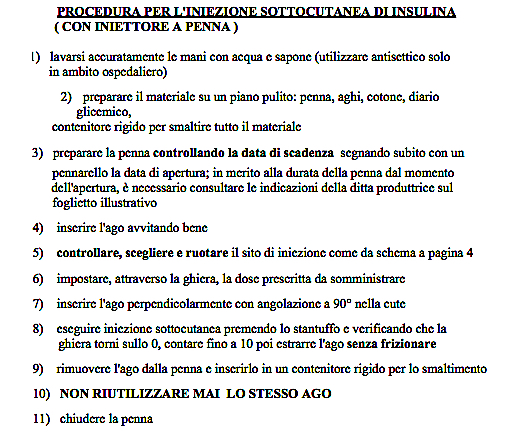 PROCEDURA PER L'INIEZIONE SOTTOCUTANEA DI INSULINA
( CON INIETTORE A PENNA )
1) lavarsi accuratamente le mani con acqua e sapone (utilizzare antisettico solo
in ambito ospedaliero)
2) preparare il materiale su un piano pulito: penna, aghi, cotone, diario
glicemico,
contenitore rigido per smaltire tutto il materiale
3) preparare la penna controllando la data di scadenza segnando subito con un
pennarello la data di apertura; in merito alla durata della penna dal momento
dell'apertura, è necessario consultare le indicazioni della ditta produttrice sul
foglietto illustrativo
4) inserire l'ago avvitando bene
5) controllare, scegliere e ruotare il sito di iniezione come da schema a pagina 4
6) impostare, attraverso la ghiera, la dose prescritta da somministrare
7) inserire l'ago perpendicolarmente con angolazione a 90° nella cute
8) eseguire iniezione sottocutanea premendo lo stantuffo e verificando che la
ghiera torni sullo 0, contare fino a 10 poi estrarre l'ago senza frizionare
9) rimuovere l'ago dalla penna e inserirlo in un contenitore rigido per lo smaltimento
10) NON RIUTILIZZARE MAI LO STESSO AGO
11) chiudere la penna